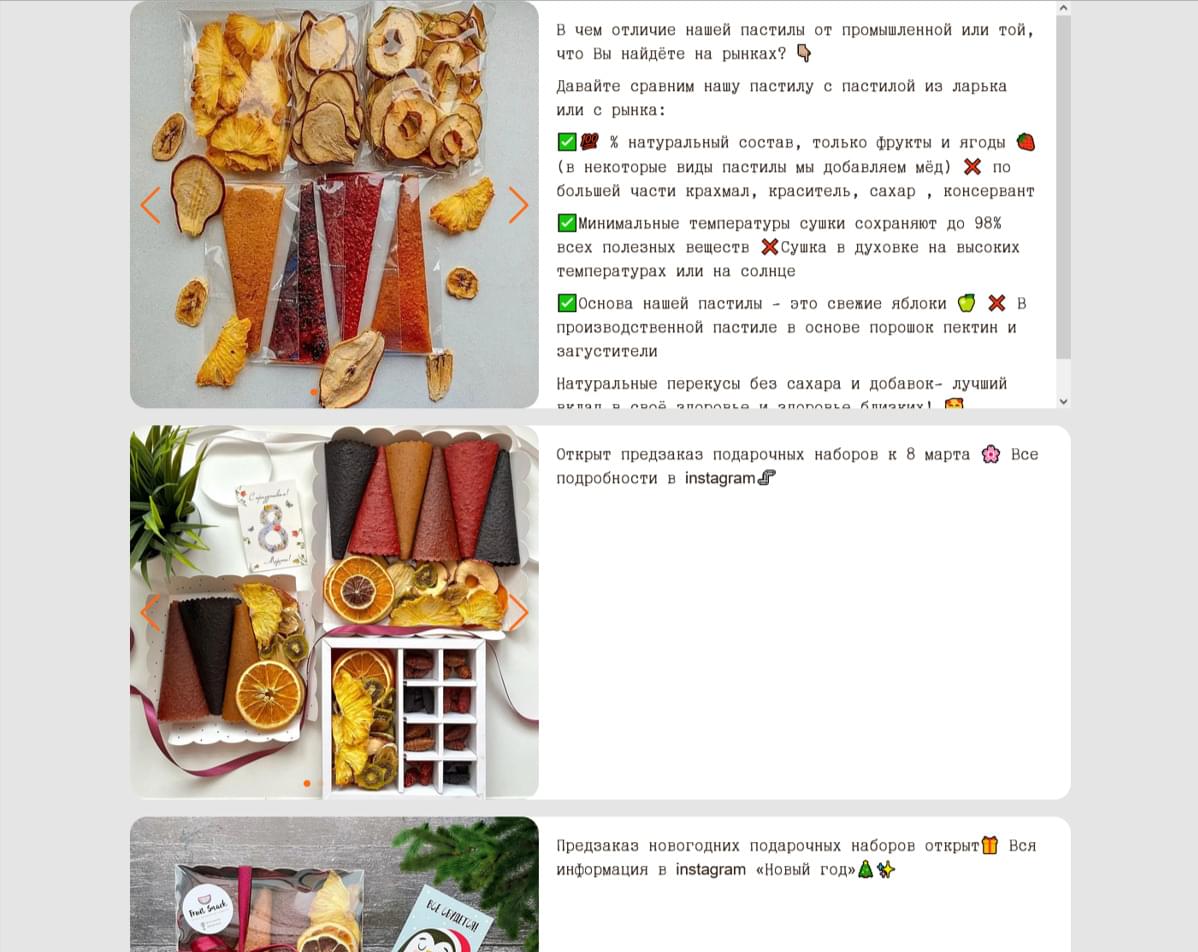 В чем отличие нашей пастилы от промышленной или той,
что Вы найдёте на рынках? 👇🏼
Давайте сравним нашу пастилу с пастилой из ларька
или с рынка:
✅💯 % натуральный состав, только фрукты и ягоды 🍓
(в некоторые виды пастилы мы добавляем мёд) ❌ по
большей части крахмал, краситель, сахар , консервант
✅Минимальные температуры сушки сохраняют до 98%
всех полезных веществ ❌Сушка в духовке на высоких
температурах или на солнце
✅Основа нашей пастилы - это свежие яблоки 🍏 ❌ В
производственной пастиле в основе порошок пектин и
загустители
Натуральные перекусы без сахара и добавок- лучший
вклад в своё здоровье и здоровье близких! 🥰
С праздником!
8
Марта!
Открыт предзаказ подарочных наборов к 8 марта 🌸 Все
подробности в instagram🖇
Fruit Snack
Предзаказ новогодних подарочных наборов открыт🎁 Вся
информация в instagram «Новый год»🎄✨